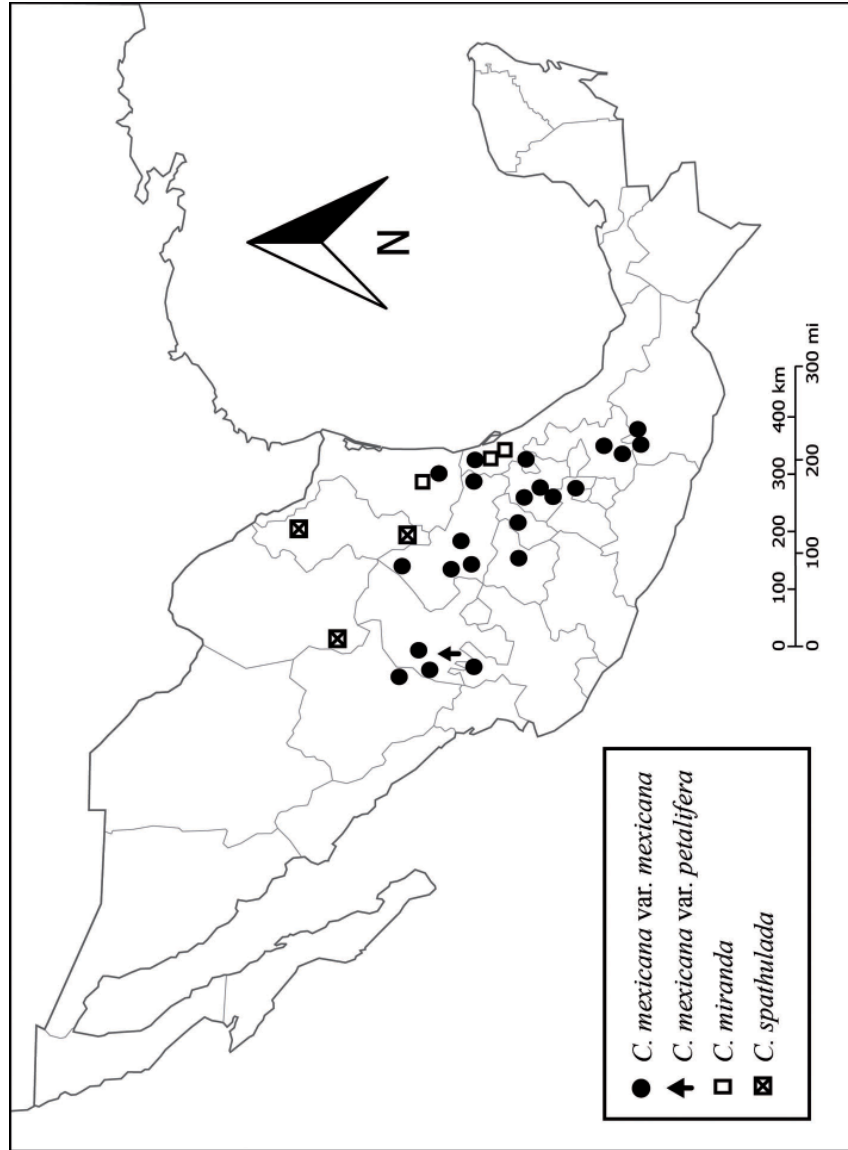 N
0 100 200 300 400 km
0 100 200 300 mi
C. mexicana var. mexicana
C. mexicana var. petalifera
C. miranda
C. spathulada